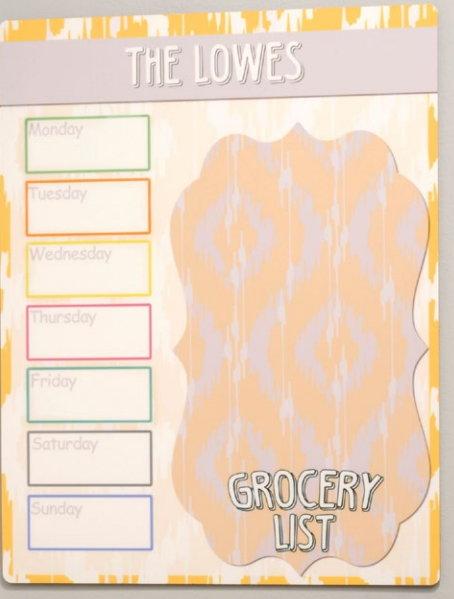 THE LOWES
Monday
Tuesday
Wednesday
Thursday
Friday
Saturday
Sunday
GROCERY
LIST